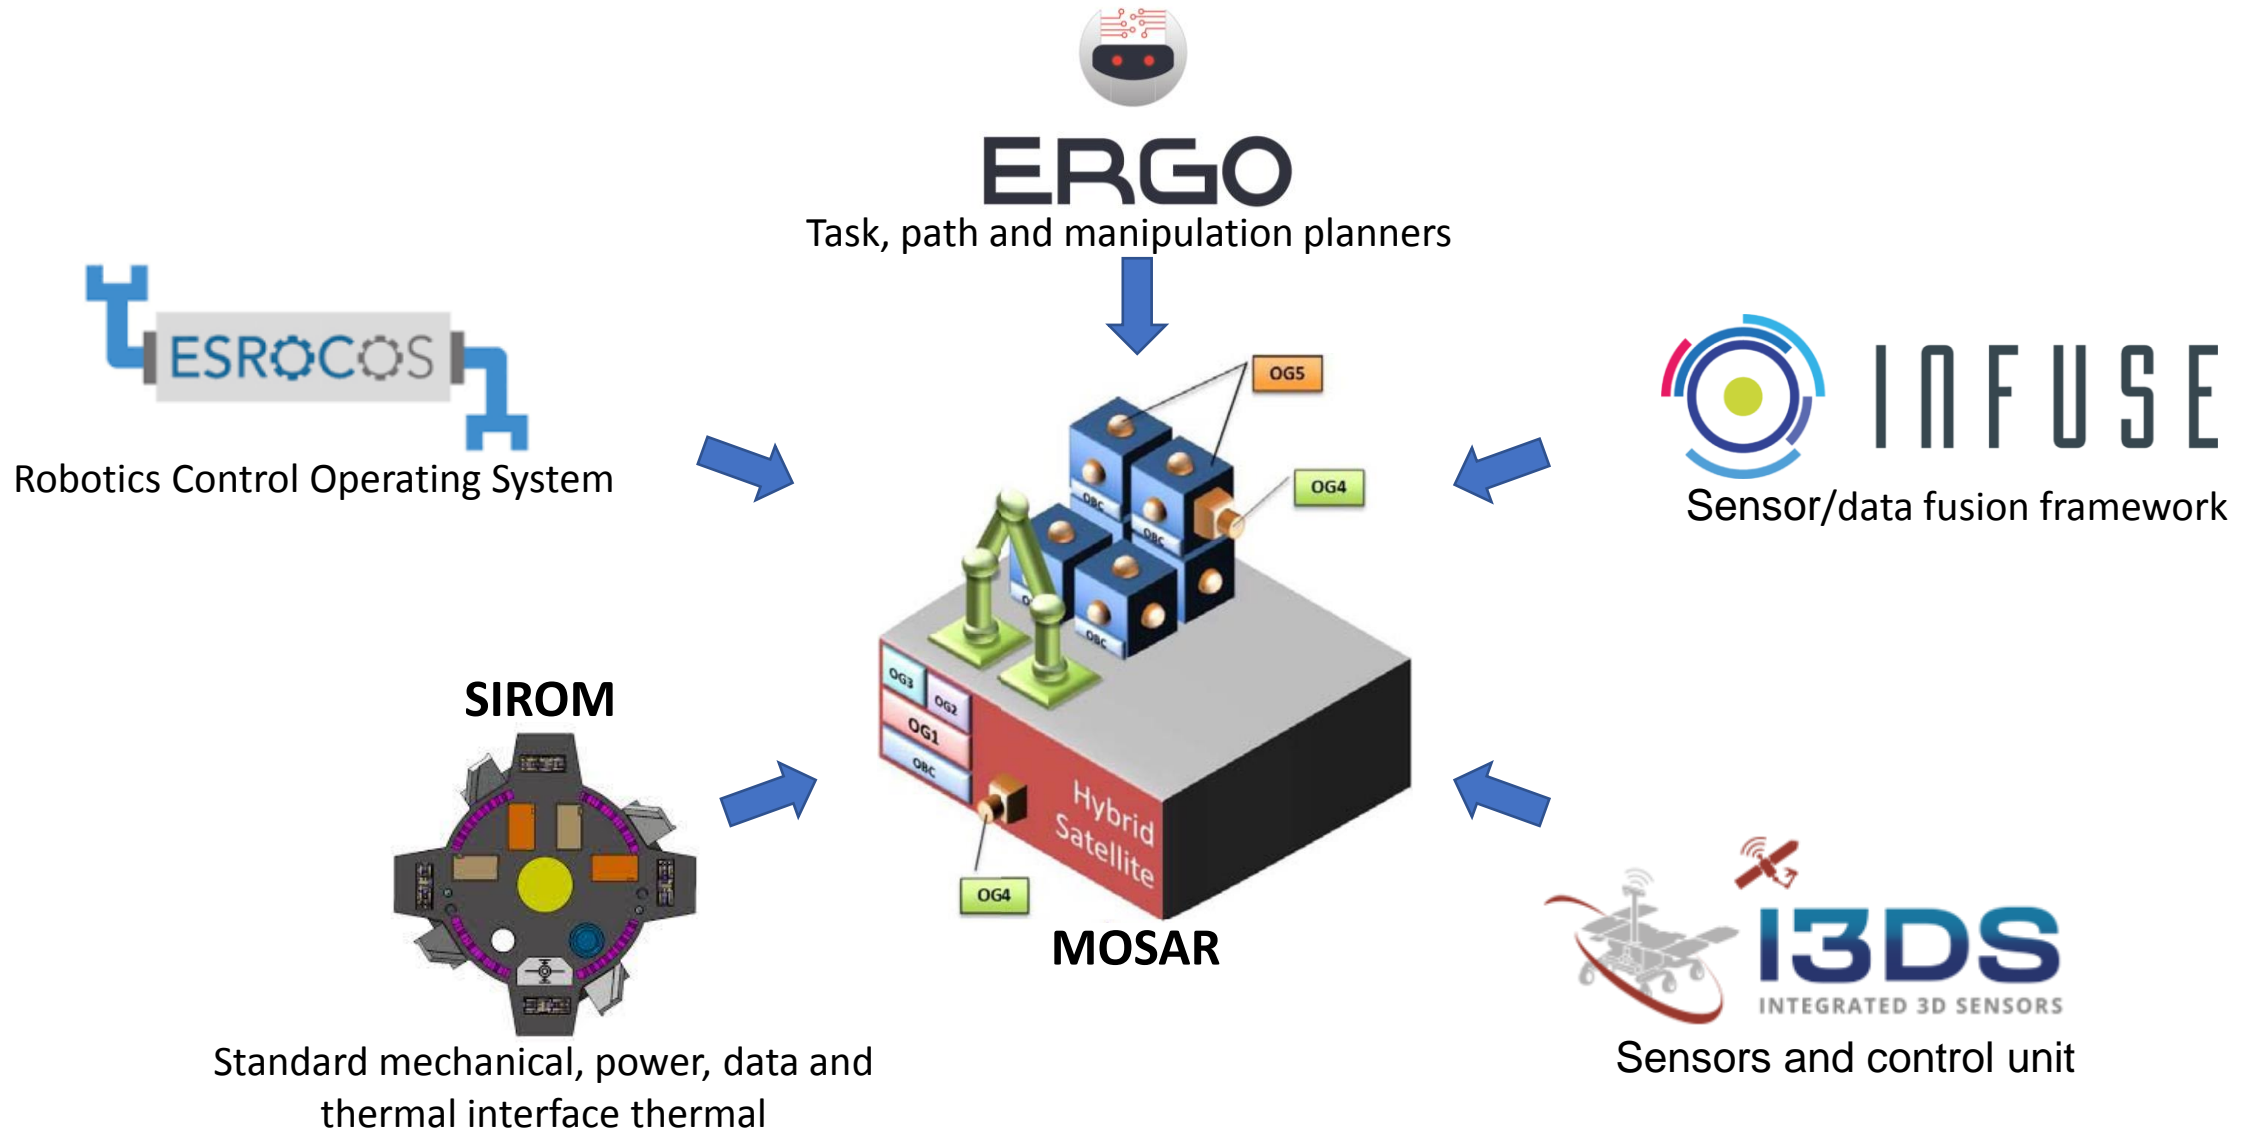 ERGO
Task, path and manipulation planners
ESROCOS
Robotics Control Operating System
INFUSE
Sensor/data fusion framework
OG5
OG4
OBC
OBC
OBC
OG3
OG2
OG1
OBC
Hybrid
Satellite
OG4
MOSAR
SIROM
Standard mechanical, power, data and
thermal interface thermal
I3DS
INTEGRATED 3D SENSORS
Sensors and control unit